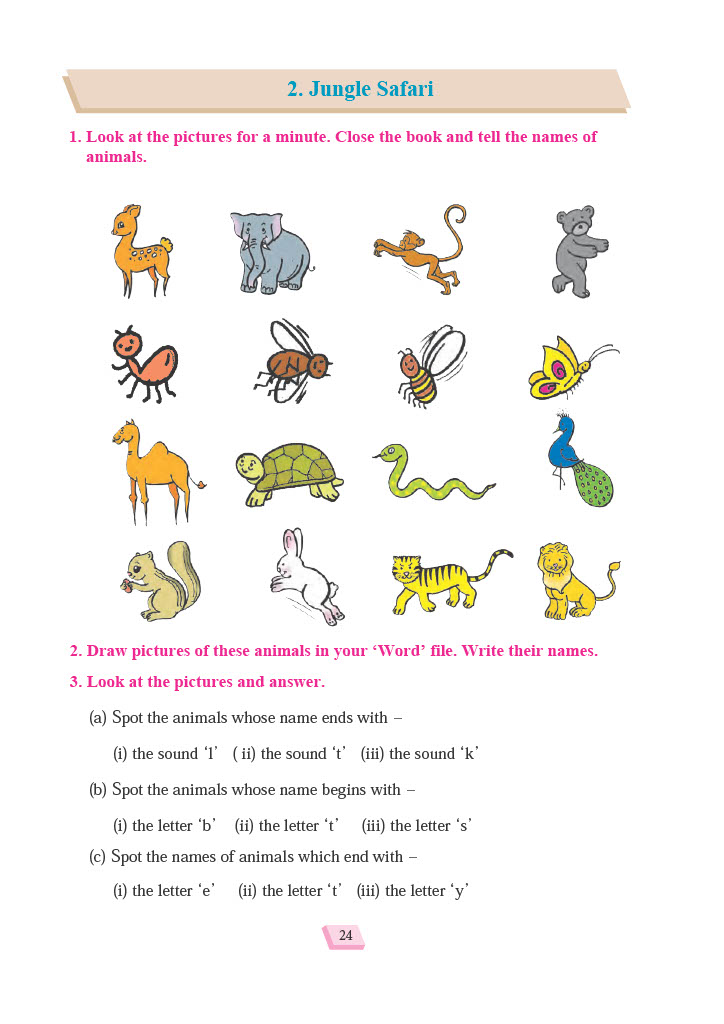 2. Jungle Safari
1. Look at the pictures for a minute. Close the book and tell the names of
animals.
2. Draw pictures of these animals in your ‘Word’ file. Write their names.
3. Look at the pictures and answer.
(a) Spot the animals whose name ends with –
(i) the sound ‘l’ ( ii) the sound ‘t’ (iii) the sound ‘k’
(b) Spot the animals whose name begins with –
(i) the letter ‘b’ (ii) the letter ‘t’ (iii) the letter ‘s’
(c) Spot the names of animals which end with –
(i) the letter ‘e’ (ii) the letter ‘t’ (iii) the letter ‘y’
24